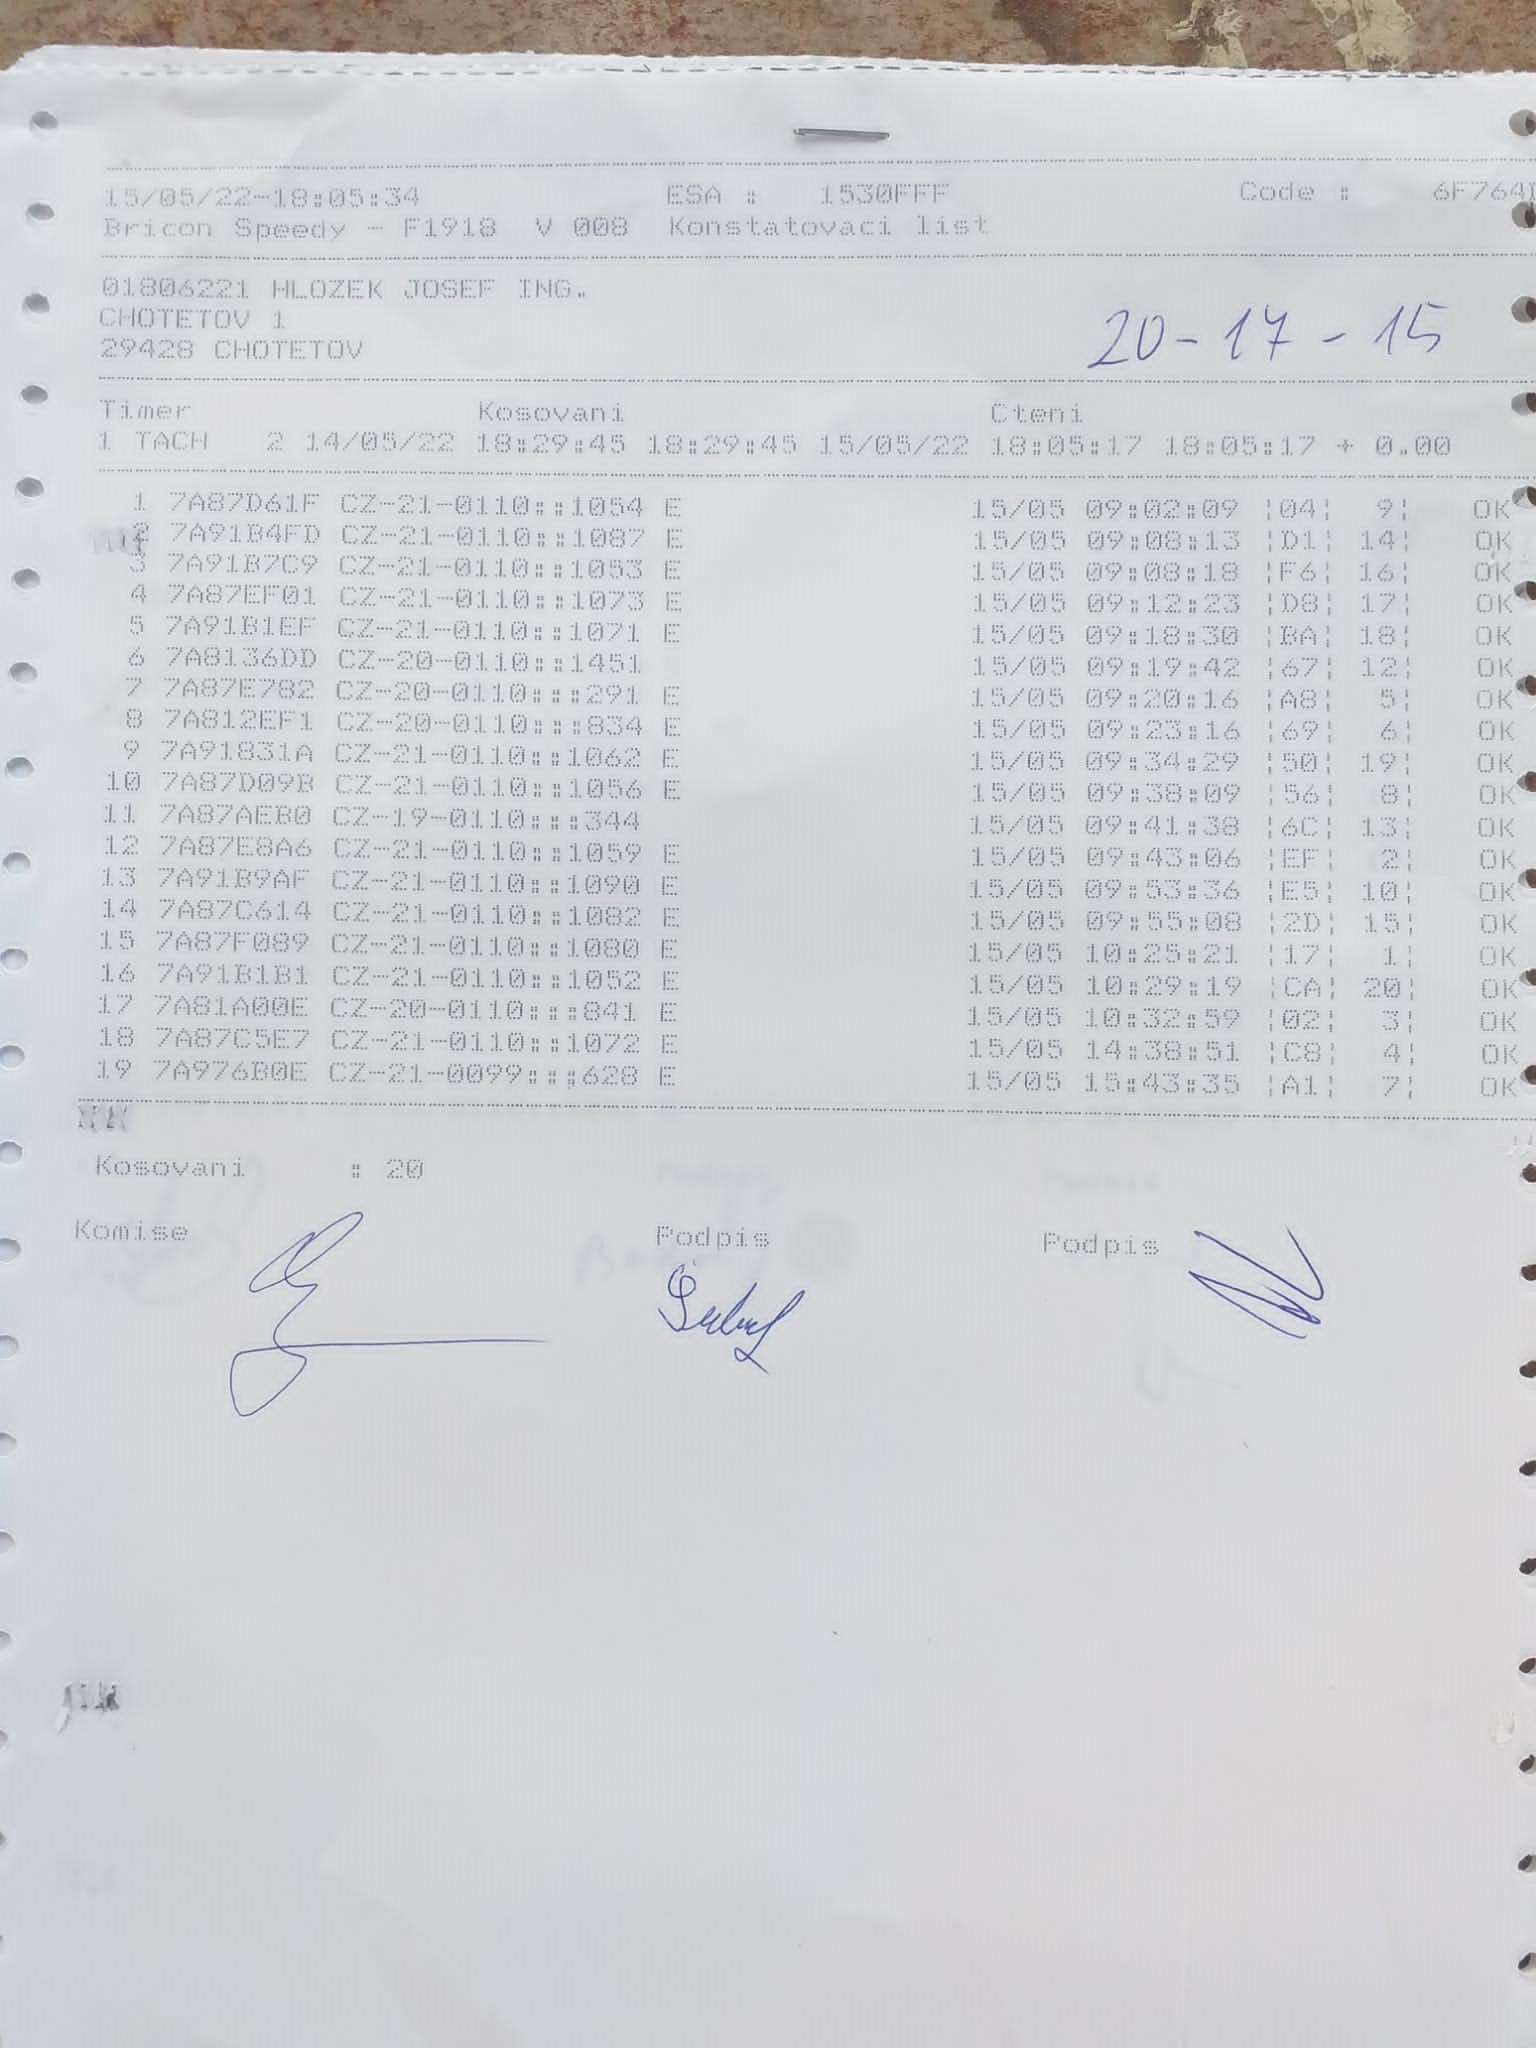 15/05/22-18:05:34 ESA : 1530FFF Code : 6F764
Bricon Speedy - F1918 V 008 Konstatovaci list
01806221 HLOZEK JOSEF ING.
CHOTETOV 1
29428 CHOTETOV
20-17-15
Timer Kosovani Cteni
1 TACH 2 14/05/22 18:29:45 18:29:45 15/05/22 18:05:17 18:05:17 + 0.00
1 7A87D61F CZ-21-0110::1054 E 15/05 09:02:09 ¦04¦ 9¦ OK
2 7A91B4FD CZ-21-0110::1087 E 15/05 09:08:13 ¦D1¦ 14¦ OK
3 7A91B7C9 CZ-21-0110::1053 E 15/05 09:08:18 ¦F6¦ 16¦ OK
4 7A87EF01 CZ-21-0110::1073 E 15/05 09:12:23 ¦D8¦ 17¦ OK
5 7A91B1EF CZ-21-0110::1071 E 15/05 09:18:30 ¦BA¦ 18¦ OK
6 7A8136DD CZ-20-0110::1451 15/05 09:19:42 ¦67¦ 12¦ OK
7 7A87E782 CZ-20-0110:::291 E 15/05 09:20:16 ¦A8¦ 5¦ OK
8 7A812EF1 CZ-20-0110:::834 E 15/05 09:23:16 ¦69¦ 6¦ OK
9 7A91831A CZ-21-0110::1062 E 15/05 09:34:29 ¦50¦ 19¦ OK
10 7A87D09B CZ-21-0110::1056 E 15/05 09:38:09 ¦56¦ 8¦ OK
11 7A87AEB0 CZ-19-0110:::344 15/05 09:41:38 ¦6C¦ 13¦ OK
12 7A87E8A6 CZ-21-0110::1059 E 15/05 09:43:06 ¦EF¦ 2¦ OK
13 7A91B9AF CZ-21-0110::1090 E 15/05 09:53:36 ¦E5¦ 10¦ OK
14 7A87C614 CZ-21-0110::1082 E 15/05 09:55:08 ¦2D¦ 15¦ OK
15 7A87F089 CZ-21-0110::1080 E 15/05 10:25:21 ¦17¦ 1¦ OK
16 7A91B1B1 CZ-21-0110::1052 E 15/05 10:29:19 ¦CA¦ 20¦ OK
17 7A81A00E CZ-20-0110:::841 E 15/05 10:32:59 ¦02¦ 3¦ OK
18 7A87C5E7 CZ-21-0110::1072 E 15/05 14:38:51 ¦C8¦ 4¦ OK
19 7A976B0E CZ-21-0099:::628 E 15/05 15:43:35 ¦A1¦ 7¦ OK
Kosovani : 20
Komise Podpis Podpis